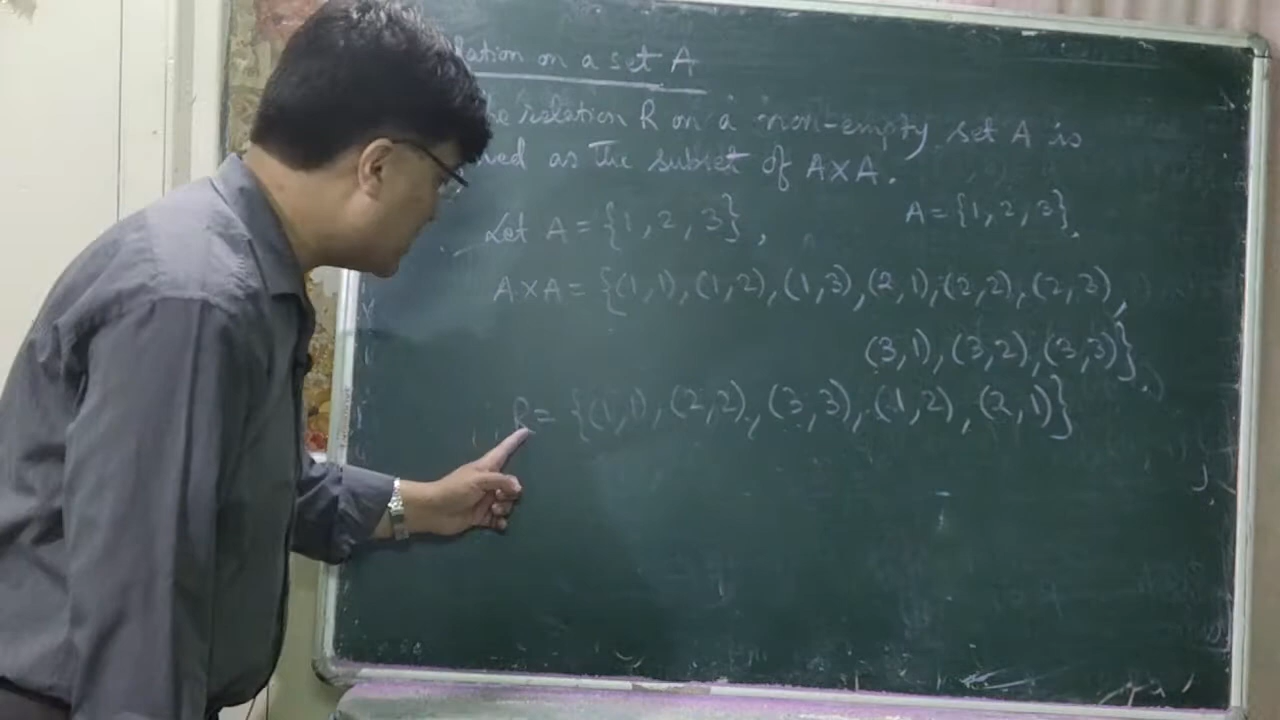 lation on a set A
he relation R on a non-empty set A is
ned as the subset of A×A.
Let A = {1, 2, 3}, A = {1, 2, 3}.
A×A = {(1,1), (1,2), (1,3), (2,1), (2,2), (2,3),
(3,1), (3,2), (3,3)}.
R = {(1,1), (2,2), (3,3), (1,2), (2,1)}